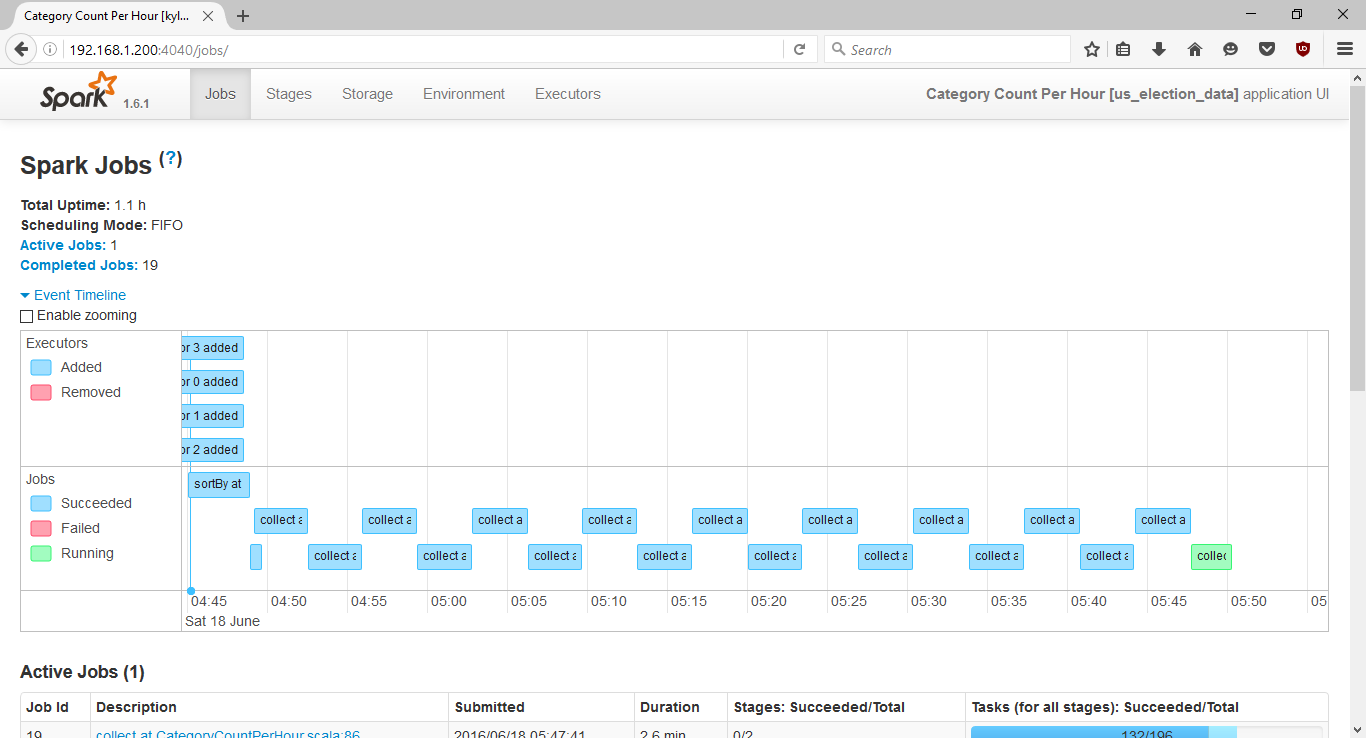 Category Count Per Hour [kyl...
192.168.1.200:4040/jobs/
Search
Spark 1.6.1
Jobs Stages Storage Environment Executors
Category Count Per Hour [us_election_data] application UI
Spark Jobs (?)
Total Uptime: 1.1 h
Scheduling Mode: FIFO
Active Jobs: 1
Completed Jobs: 19
Event Timeline
Enable zooming
Executors
Added
Removed
or 3 added
or 0 added
or 1 added
or 2 added
Jobs
Succeeded
Failed
Running
sortBy at
collect a collect a collect a collect a collect a collect a collect a collect a collect a
collect a collect a collect a collect a collect a collect a collect a collect a collec
04:45 04:50 04:55 05:00 05:05 05:10 05:15 05:20 05:25 05:30 05:35 05:40 05:45 05:50 05
Sat 18 June
Active Jobs (1)
Job Id Description Submitted Duration Stages: Succeeded/Total Tasks (for all stages): Succeeded/Total
19 collect at CategoryCountPerHour.scala:86 2016/06/18 05:47:41 2.6 min 0/2 132/196